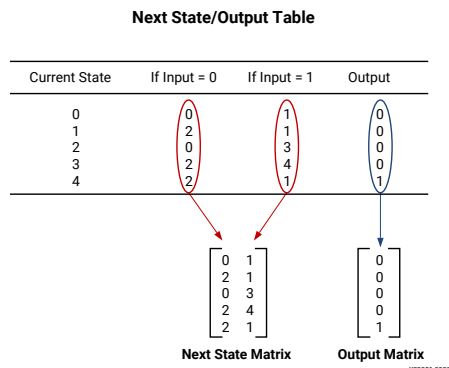 Next State/Output Table
Current State If Input = 0 If Input = 1 Output
0 0 1 0
1 2 1 0
2 0 3 0
3 2 4 0
4 2 1 1
0 1 0
2 1 0
0 3 0
2 4 0
2 1 1
Next State Matrix Output Matrix